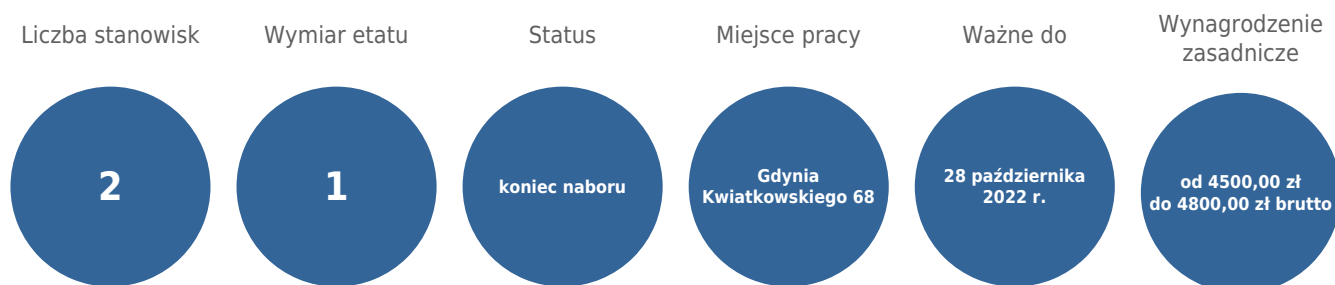 Liczba stanowisk
2
Wymiar etatu
1
Status
koniec naboru
Miejsce pracy
Gdynia
Kwiatkowskiego 68
Ważne do
28 października
2022 r.
Wynagrodzenie
zasadnicze
od 4500,00 zł
do 4800,00 zł brutto